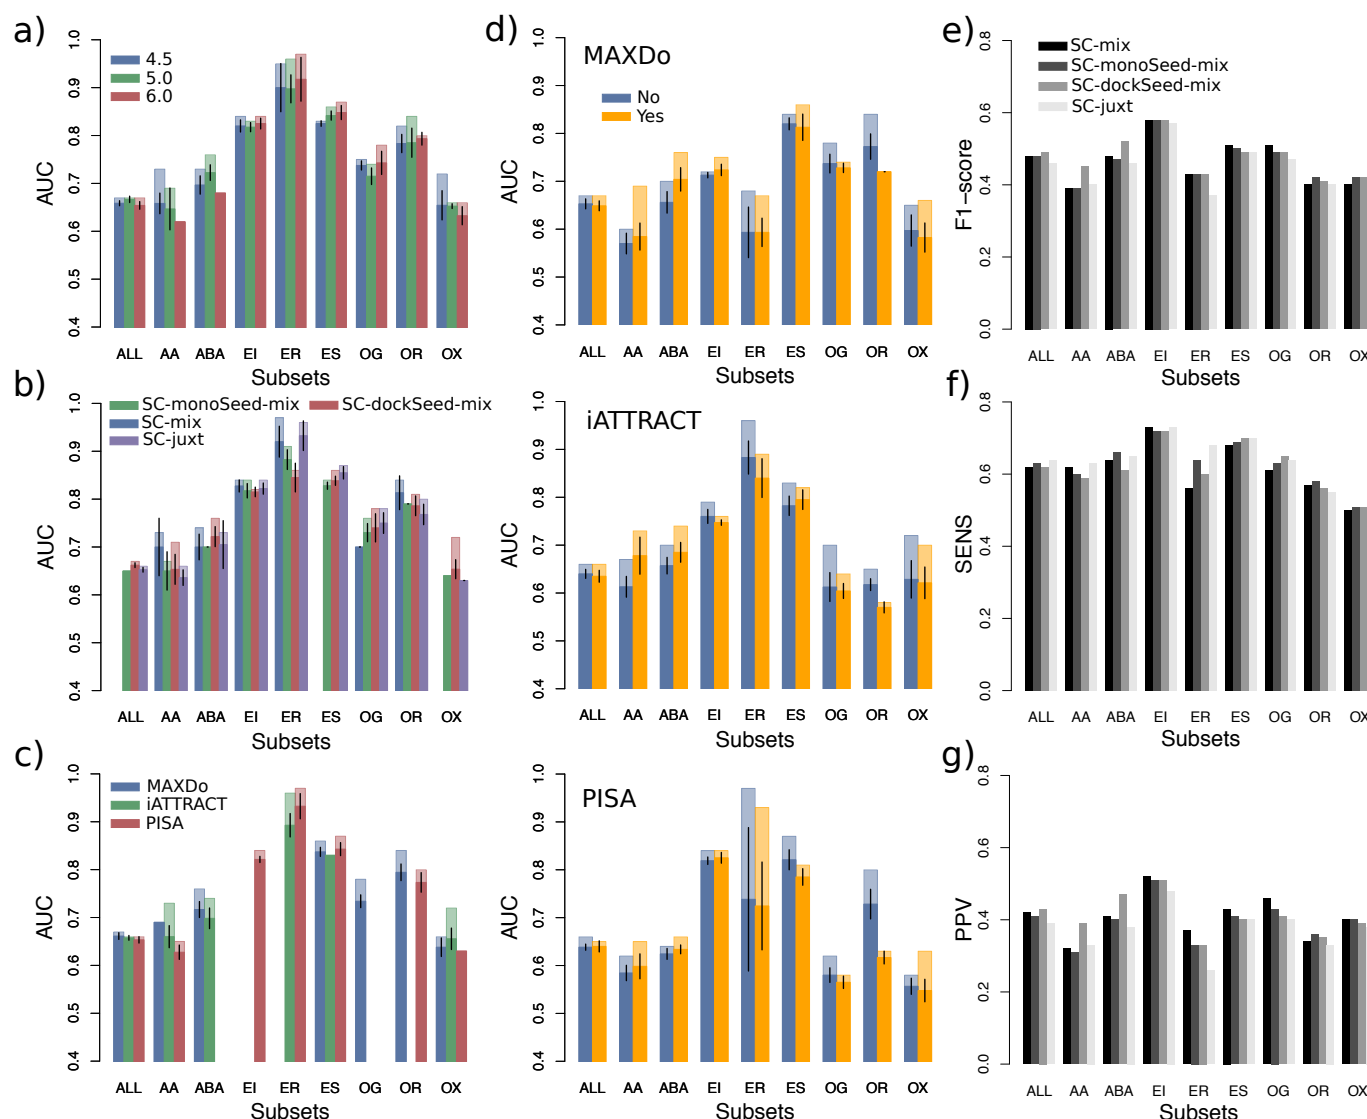 a)
1.0
0.9
0.8
0.7
0.6
0.5
0.4
AUC
4.5
5.0
6.0
ALL AA ABA EI ER ES OG OR OX
Subsets
b)
1.0
0.9
0.8
0.7
0.6
0.5
0.4
AUC
SC-monoSeed-mix SC-dockSeed-mix
SC-mix
SC-juxt
ALL AA ABA EI ER ES OG OR OX
Subsets
c)
1.0
0.9
0.8
0.7
0.6
0.5
0.4
AUC
MAXDo
iATTRACT
PISA
ALL AA ABA EI ER ES OG OR OX
Subsets
d)
1.0
0.9
0.8
0.7
0.6
0.5
0.4
AUC
MAXDo
No
Yes
ALL AA ABA EI ER ES OG OR OX
Subsets
1.0
0.9
0.8
0.7
0.6
0.5
0.4
AUC
iATTRACT
ALL AA ABA EI ER ES OG OR OX
Subsets
1.0
0.9
0.8
0.7
0.6
0.5
0.4
AUC
PISA
ALL AA ABA EI ER ES OG OR OX
Subsets
e)
0.8
0.6
0.4
0.2
0.0
F1-score
SC-mix
SC-monoSeed-mix
SC-dockSeed-mix
SC-juxt
ALL AA ABA EI ER ES OG OR OX
Subsets
f)
0.8
0.6
0.4
0.2
0.0
SENS
ALL AA ABA EI ER ES OG OR OX
Subsets
g)
0.8
0.6
0.4
0.2
0.0
PPV
ALL AA ABA EI ER ES OG OR OX
Subsets